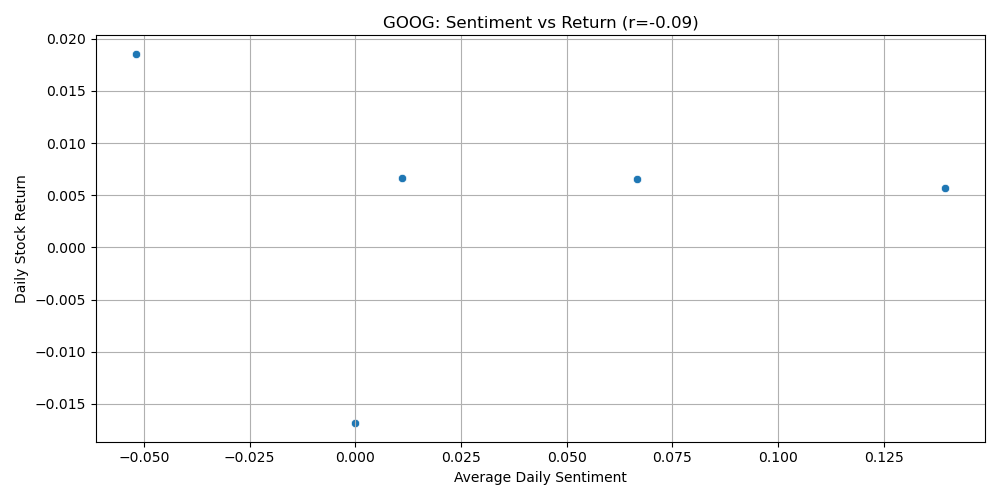 GOOG: Sentiment vs Return (r=-0.09)
0.020
0.015
0.010
0.005
0.000
−0.005
−0.010
−0.015
Daily Stock Return
−0.050 −0.025 0.000 0.025 0.050 0.075 0.100 0.125
Average Daily Sentiment